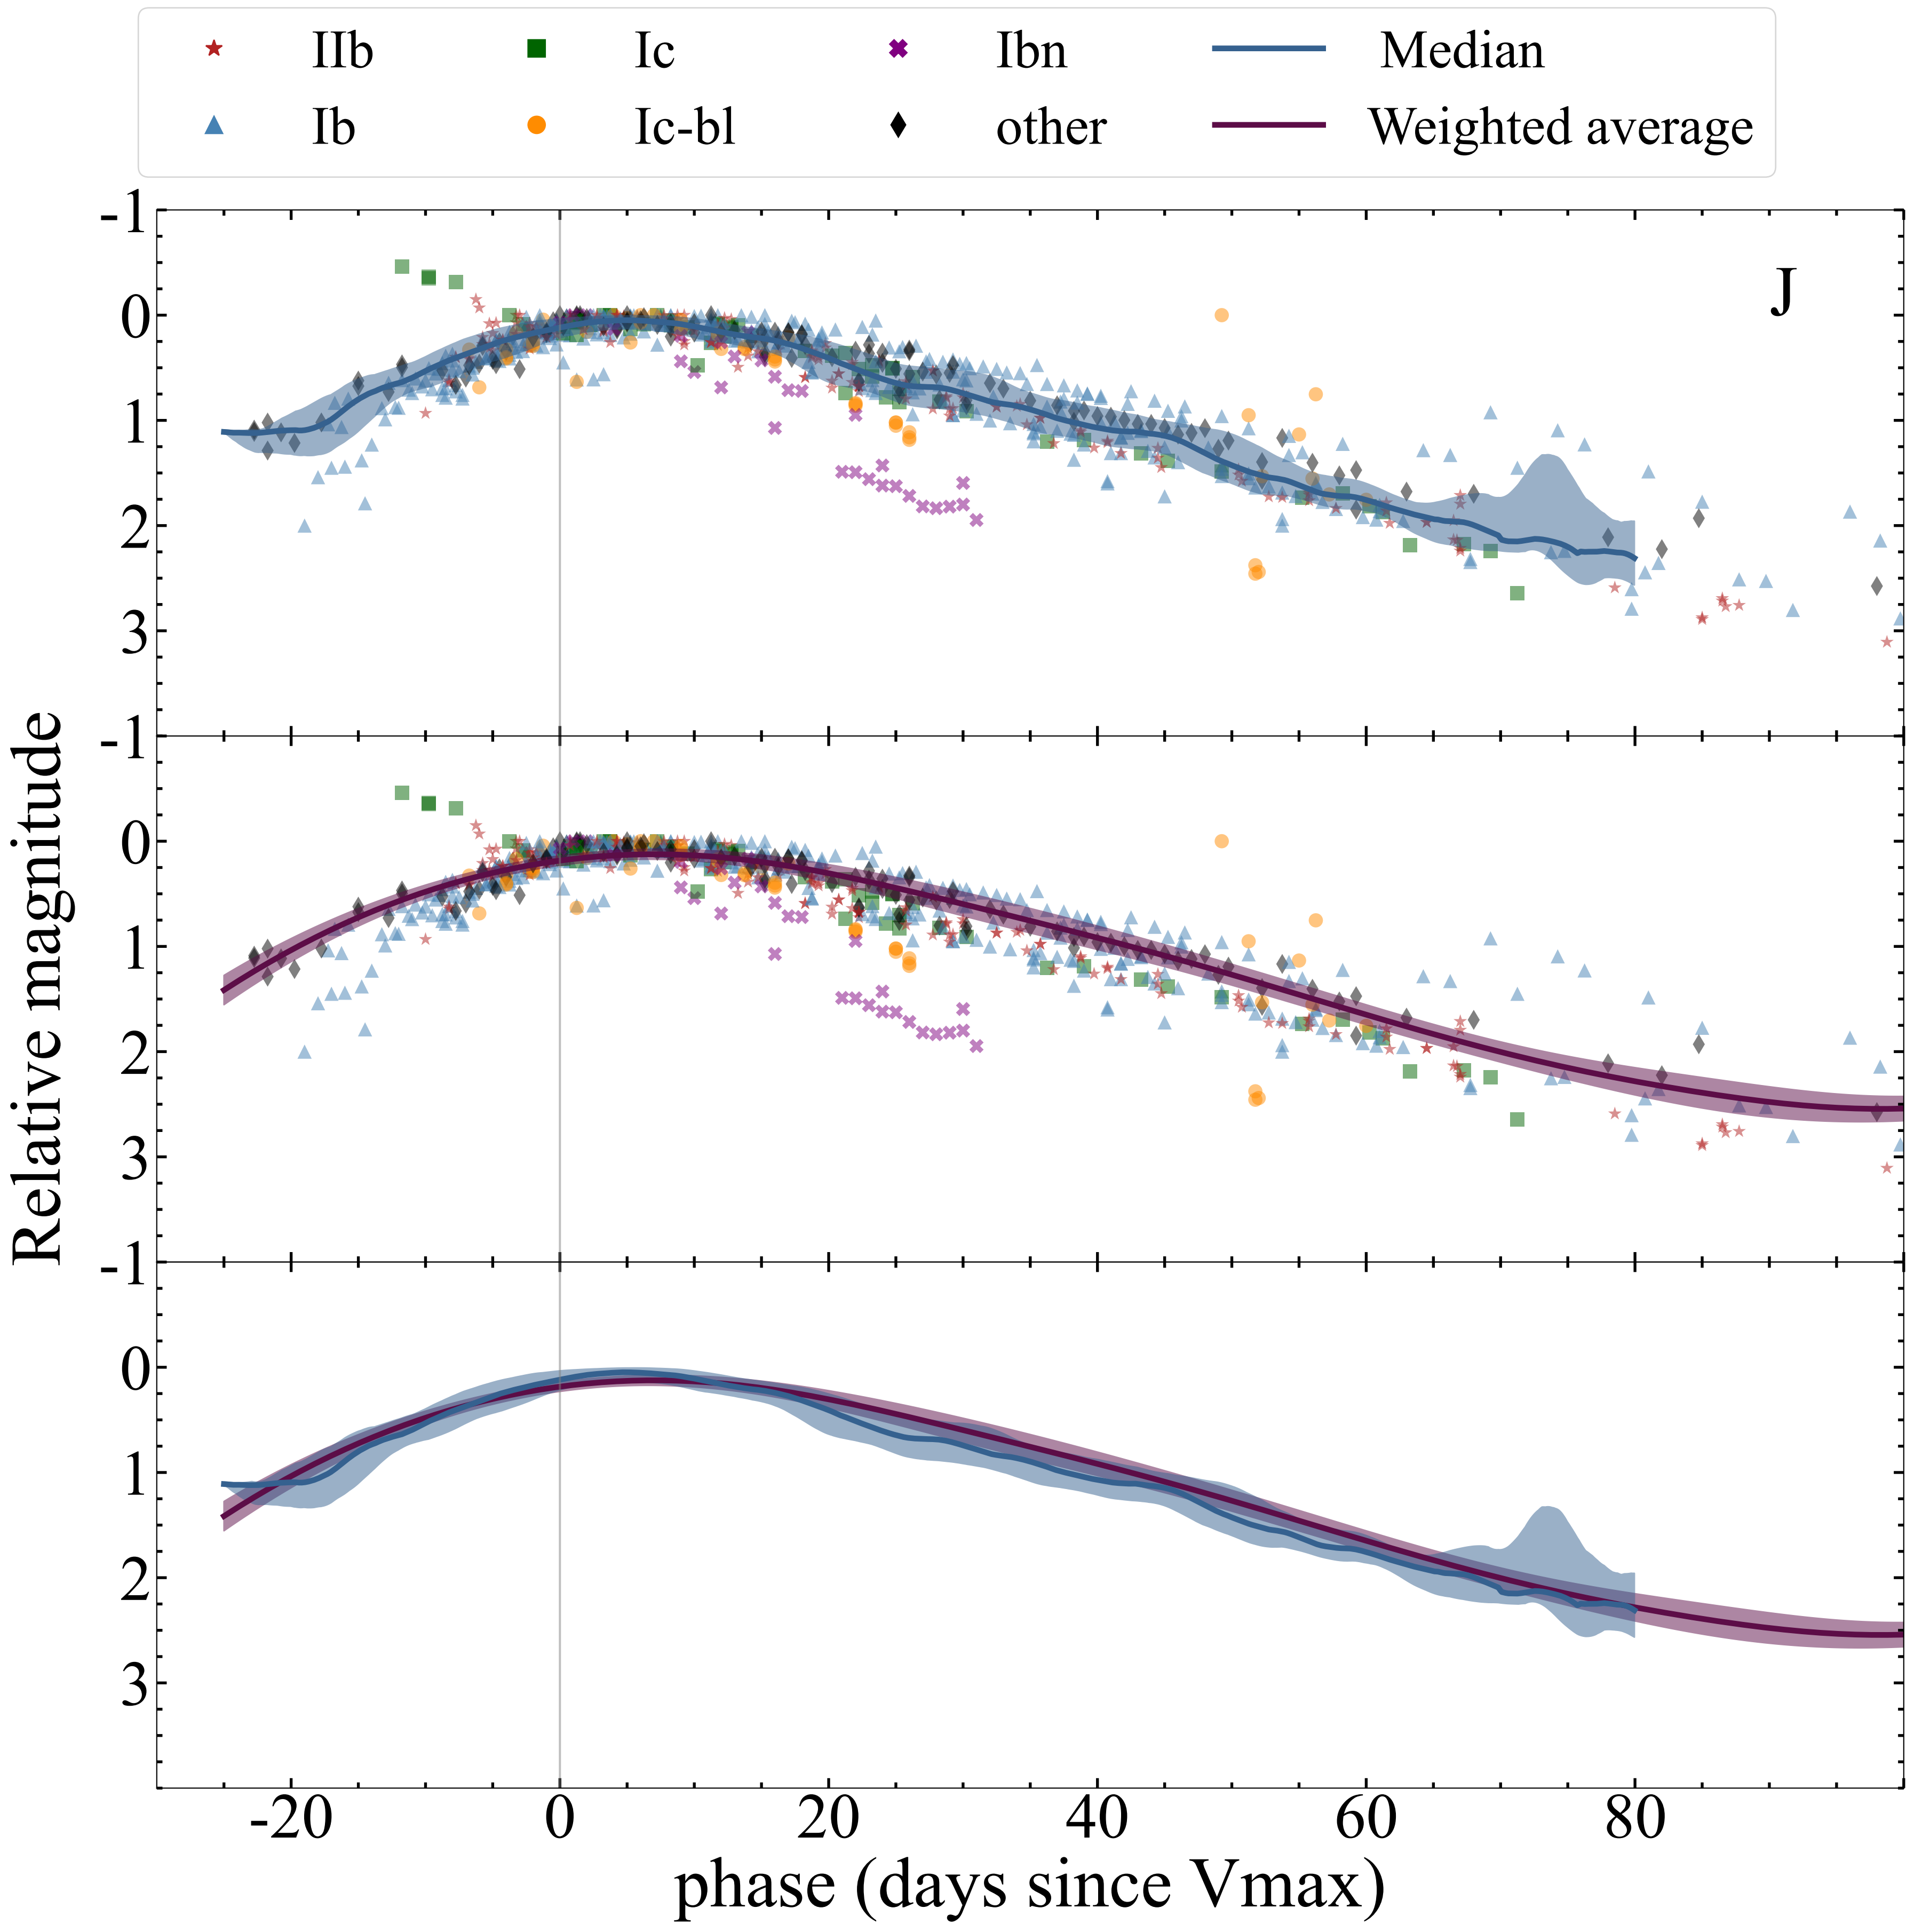 IIb Ic Ibn Median
Ib Ic-bl other Weighted average
J
-1
0
1
2
3
-1
0
1
2
3
-1
0
1
2
3
Relative magnitude
-20 0 20 40 60 80
phase (days since Vmax)